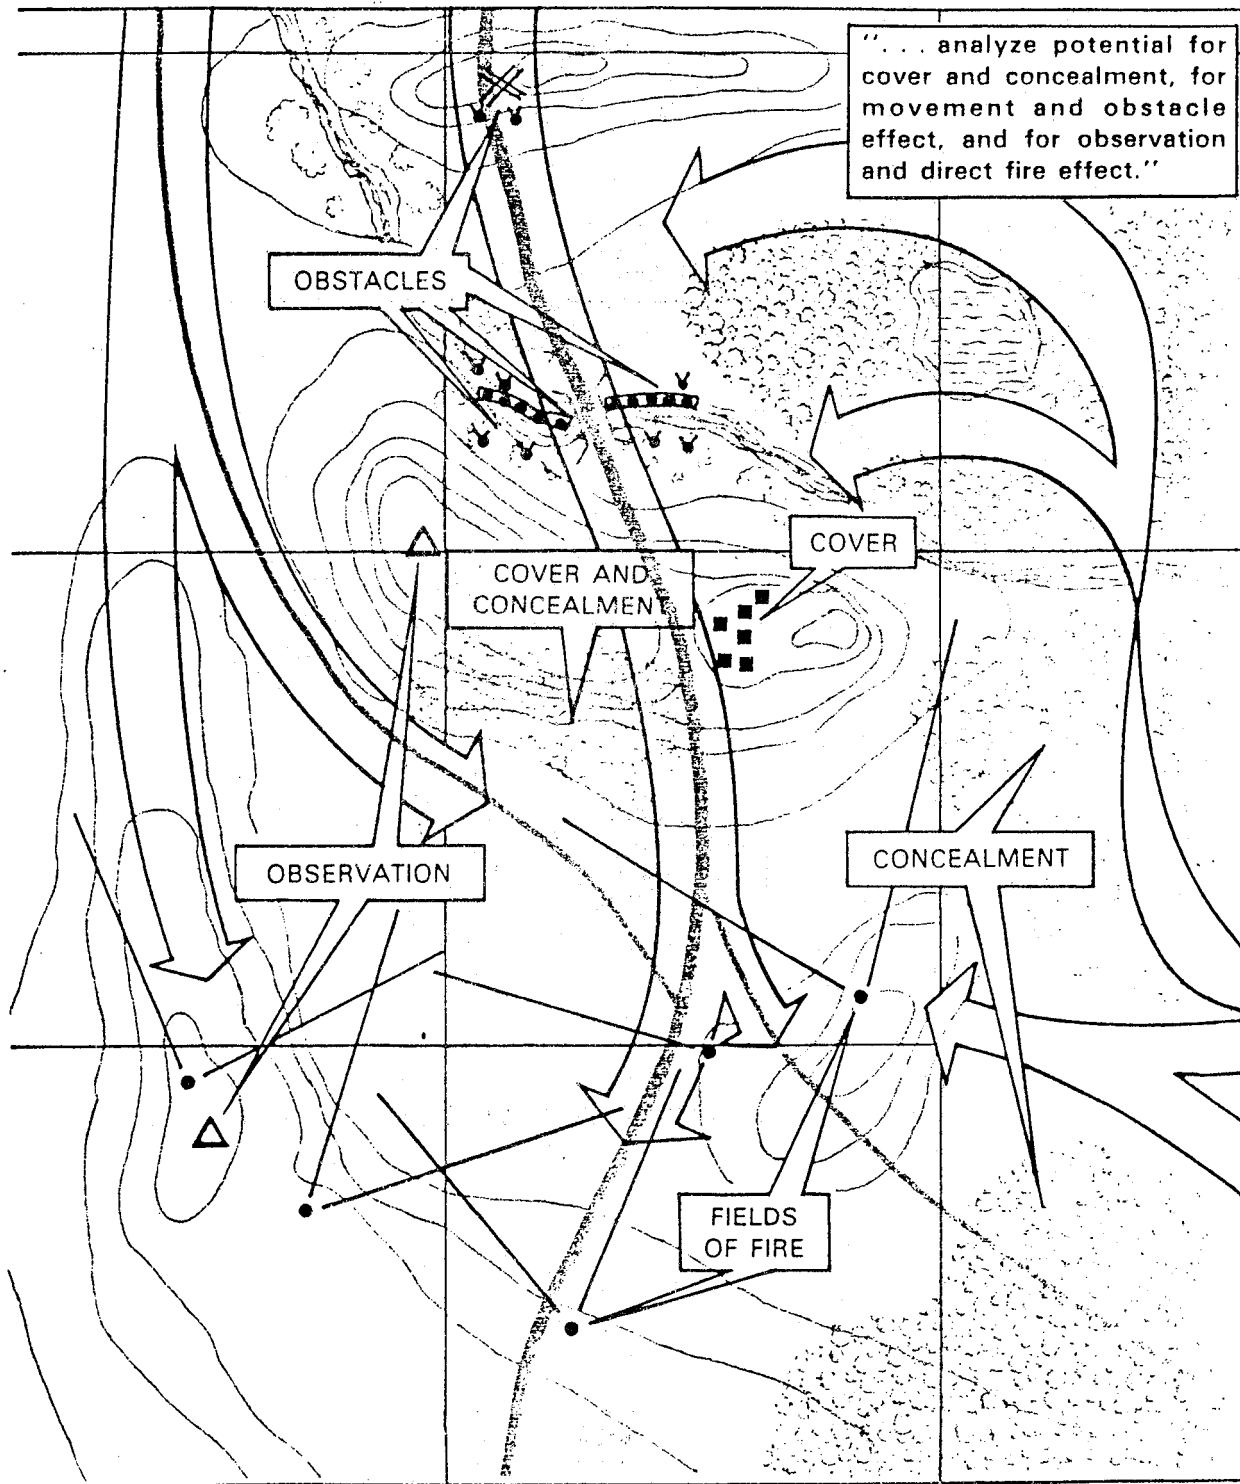 ". . . analyze potential for
cover and concealment, for
movement and obstacle
effect, and for observation
and direct fire effect."
OBSTACLES
COVER
COVER AND
CONCEALMENT
OBSERVATION
CONCEALMENT
FIELDS
OF FIRE